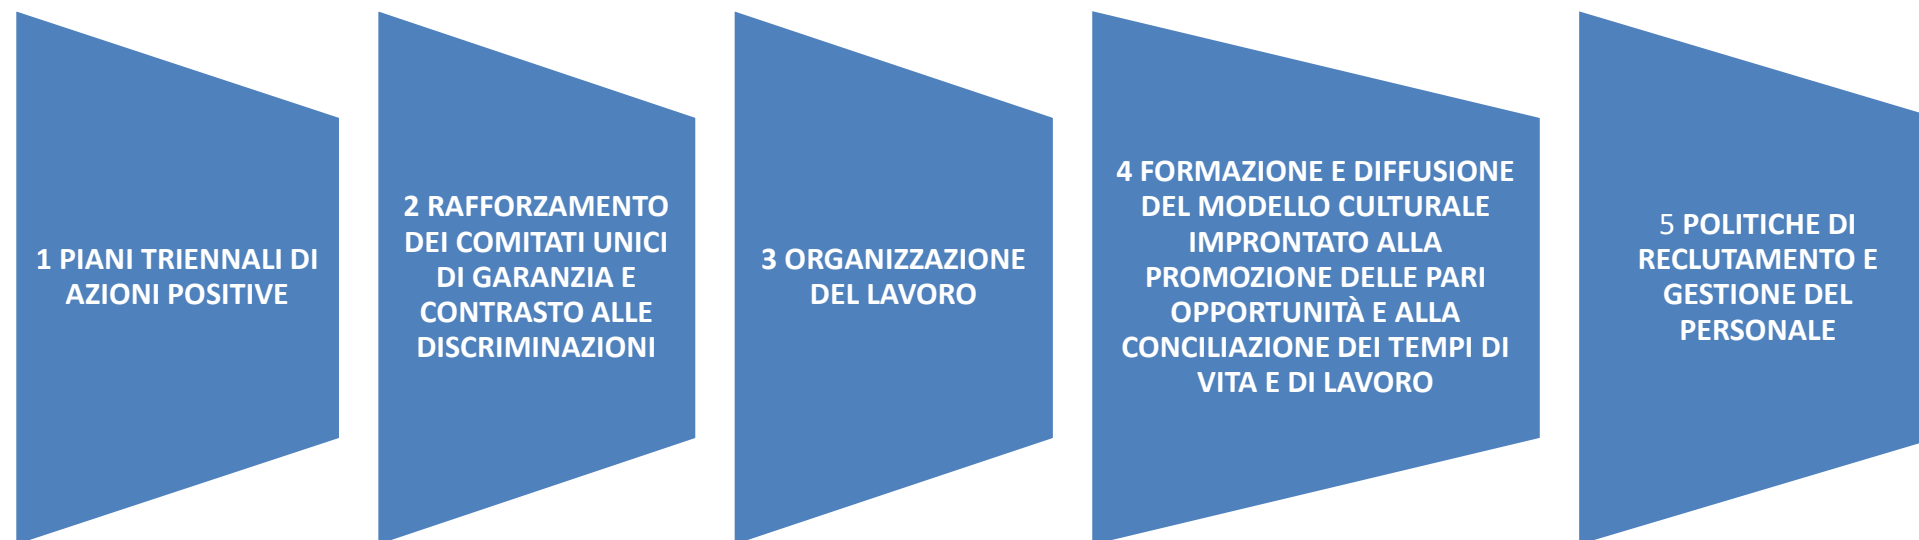 1 PIANI TRIENNALI DI
AZIONI POSITIVE
2 RAFFORZAMENTO
DEI COMITATI UNICI
DI GARANZIA E
CONTRASTO ALLE
DISCRIMINAZIONI
3 ORGANIZZAZIONE
DEL LAVORO
4 FORMAZIONE E DIFFUSIONE
DEL MODELLO CULTURALE
IMPRONTATO ALLA
PROMOZIONE DELLE PARI
OPPORTUNITÀ E ALLA
CONCILIAZIONE DEI TEMPI DI
VITA E DI LAVORO
5 POLITICHE DI
RECLUTAMENTO E
GESTIONE DEL
PERSONALE